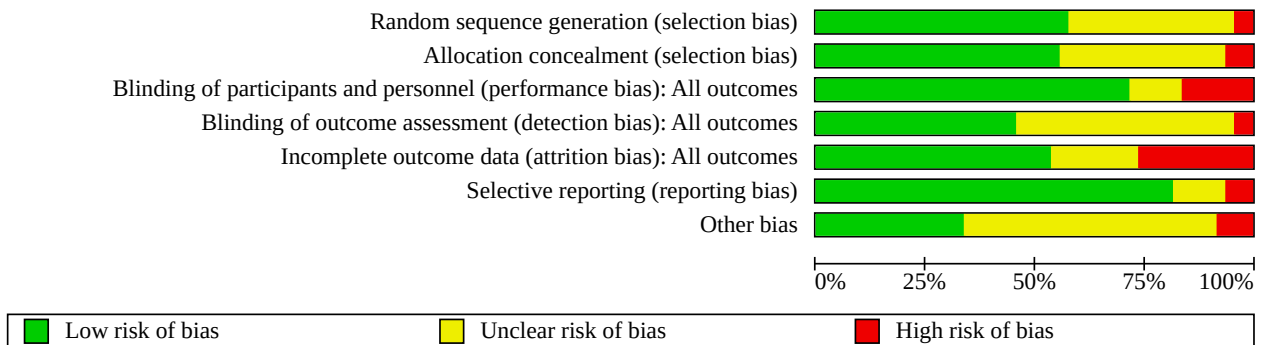 Random sequence generation (selection bias)
Allocation concealment (selection bias)
Blinding of participants and personnel (performance bias): All outcomes
Blinding of outcome assessment (detection bias): All outcomes
Incomplete outcome data (attrition bias): All outcomes
Selective reporting (reporting bias)
Other bias
0% 25% 50% 75% 100%
Low risk of bias Unclear risk of bias High risk of bias